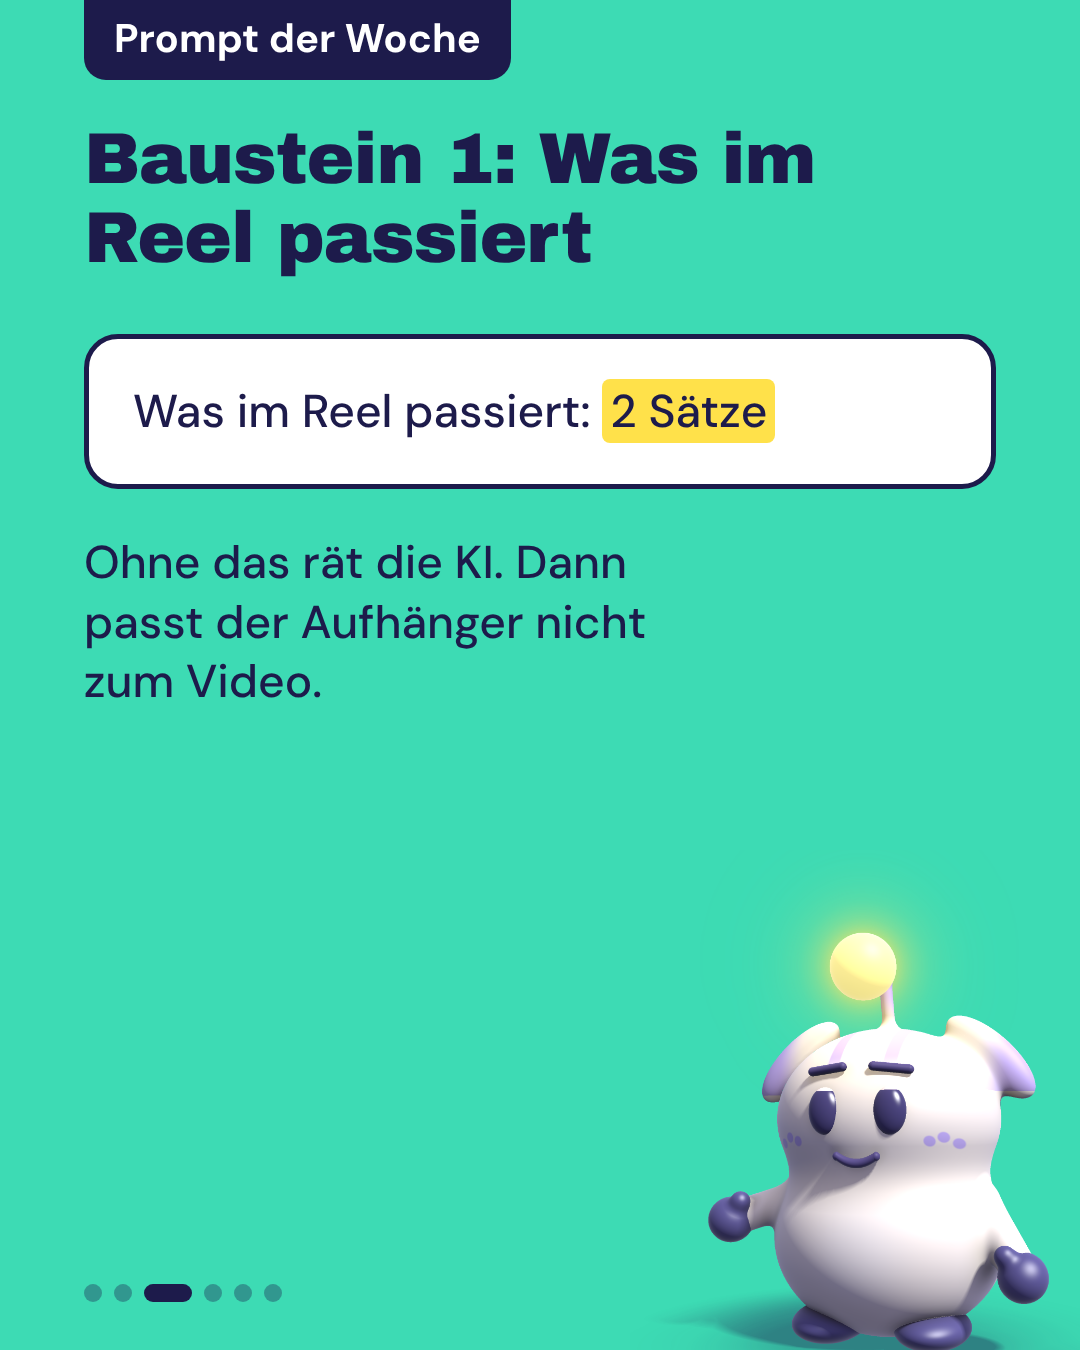 Prompt der Woche
Baustein 1: Was im
Reel passiert
Was im Reel passiert: 2 Sätze
Ohne das rät die KI. Dann
passt der Aufhänger nicht
zum Video.